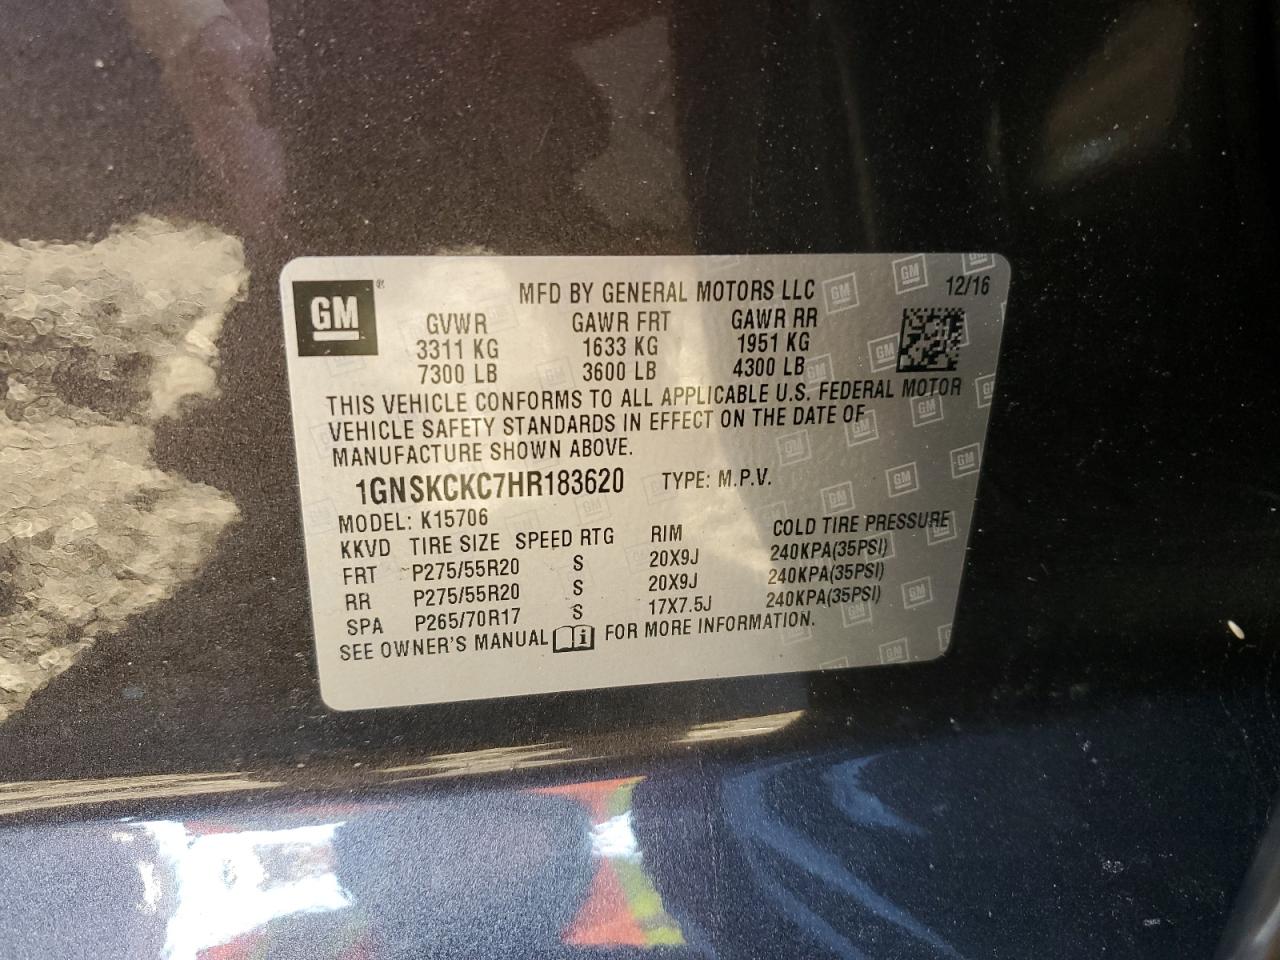 GM®
MFD BY GENERAL MOTORS LLC 12/16
GVWR GAWR FRT GAWR RR
3311 KG 1633 KG 1951 KG
7300 LB 3600 LB 4300 LB
THIS VEHICLE CONFORMS TO ALL APPLICABLE U.S. FEDERAL MOTOR
VEHICLE SAFETY STANDARDS IN EFFECT ON THE DATE OF
MANUFACTURE SHOWN ABOVE.
1GNSKCKC7HR183620 TYPE: M.P.V.
MODEL: K15706
KKVD TIRE SIZE SPEED RTG RIM COLD TIRE PRESSURE
FRT P275/55R20 S 20X9J 240KPA(35PSI)
RR P275/55R20 S 20X9J 240KPA(35PSI)
SPA P265/70R17 S 17X7.5J 240KPA(35PSI)
SEE OWNER'S MANUAL i FOR MORE INFORMATION.